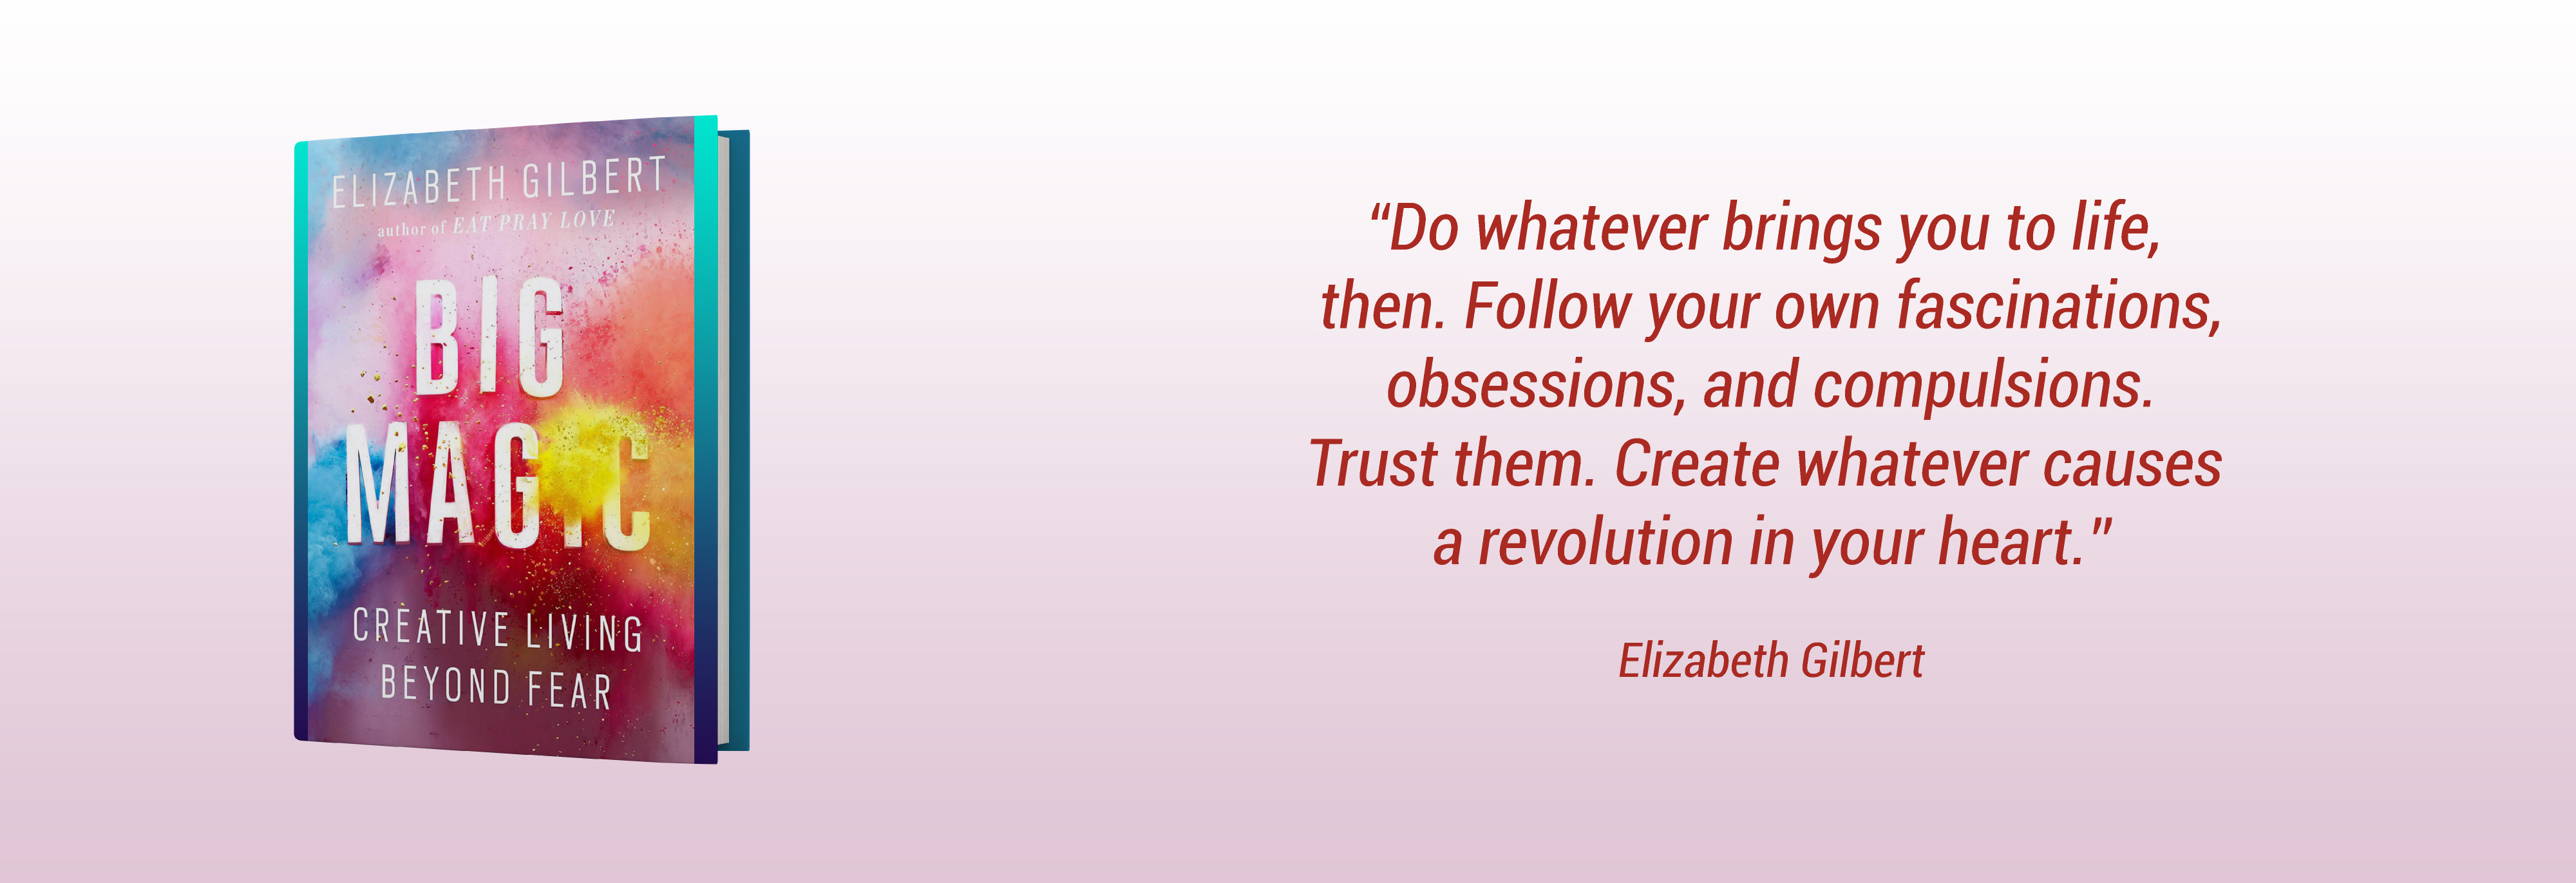 ELIZABETH GILBERT
author of EAT PRAY LOVE
BIG
MAGIC
CREATIVE LIVING
BEYOND FEAR
“Do whatever brings you to life,
then. Follow your own fascinations,
obsessions, and compulsions.
Trust them. Create whatever causes
a revolution in your heart.”
Elizabeth Gilbert